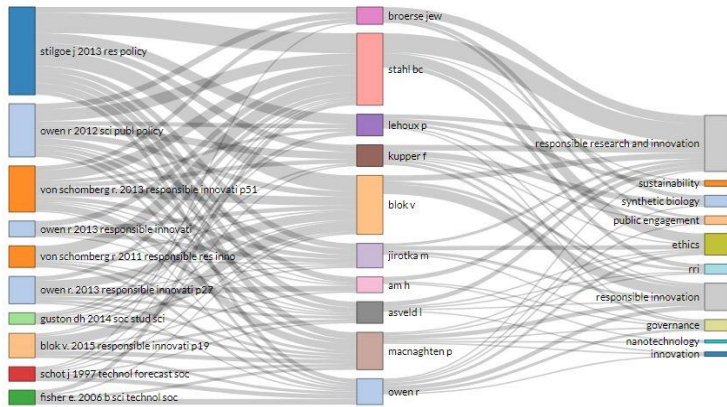 stilgoe j 2013 res policy
owen r 2012 sci publ policy
von schomberg r. 2013 responsible innovati p51
owen r 2013 responsible innovati
von schomberg r 2011 responsible res inno
owen r. 2013 responsible innovati p27
guston dh 2014 soc stud sci
blok v. 2015 responsible innovati p19
schot j 1997 technol forecast soc
fisher e. 2006 b sci technol soc
broerse jew
stahl bc
lehoux p
kupper f
blok v
jirotka m
am h
asveld l
macnaghten p
owen r
responsible research and innovation
sustainability
synthetic biology
public engagement
ethics
rri
responsible innovation
governance
nanotechnology
innovation